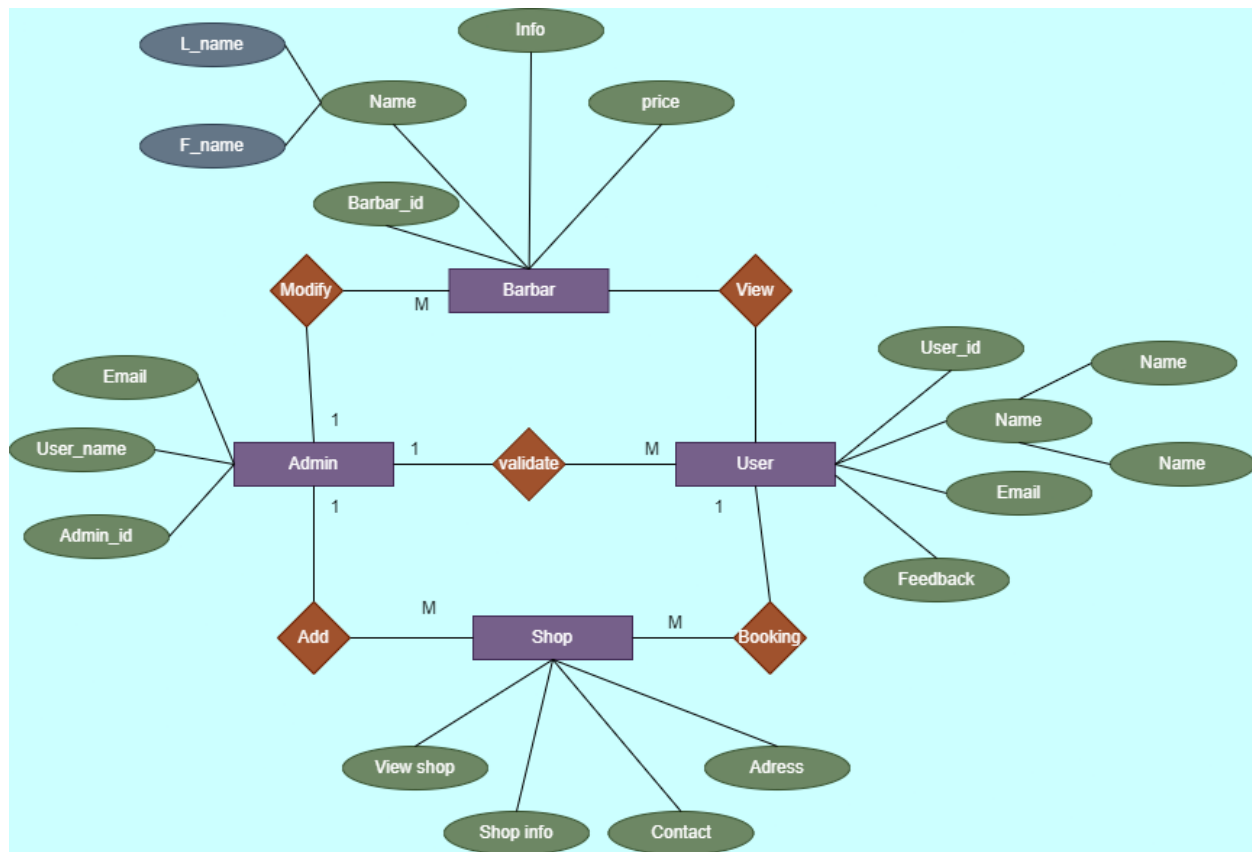 Info
L_name
Name
price
F_name
Barbar_id
Modify
Barbar
View
M
User_id
Name
Email
Name
1
User_name
1
M
Admin
validate
User
Name
Email
1
1
Admin_id
Feedback
M
M
Add
Shop
Booking
View shop
Adress
Shop info
Contact